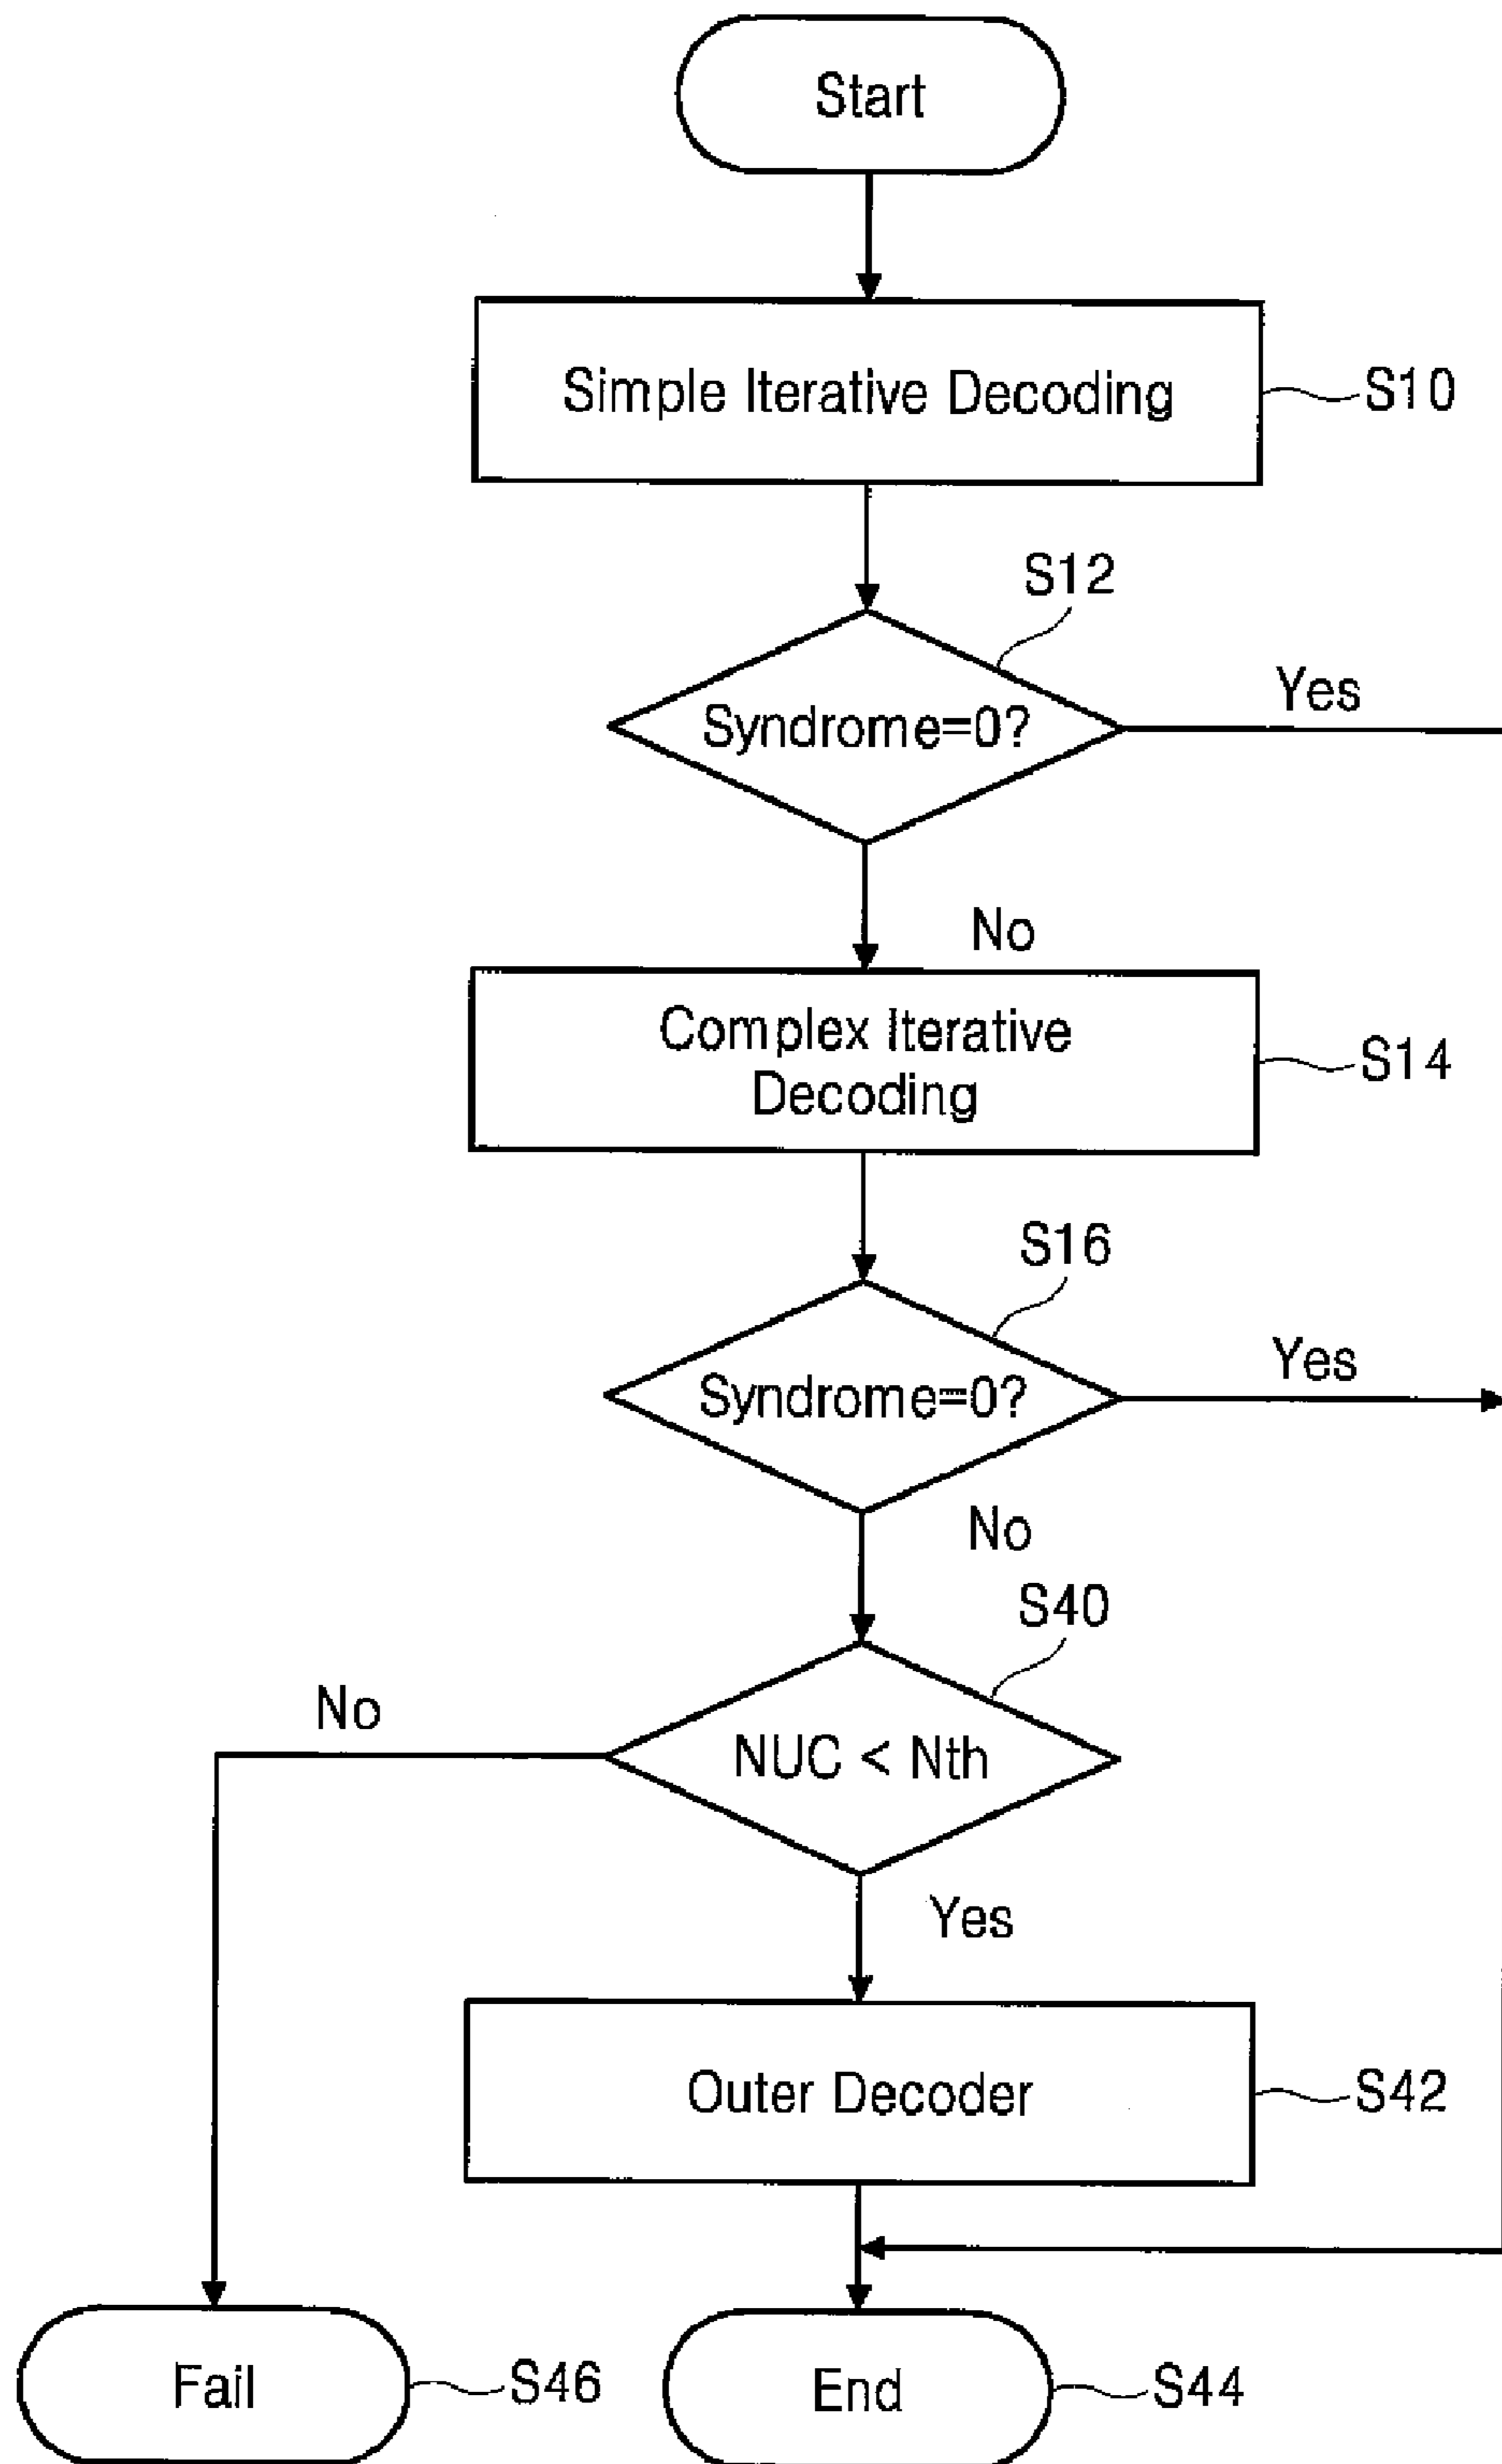 Start
Simple Iterative Decoding
S10
S12
Syndrome=0?
Yes
No
Complex Iterative
Decoding
S14
S16
Syndrome=0?
Yes
No
S40
No
NUC < Nth
Yes
Outer Decoder
S42
Fail
S46
End
S44